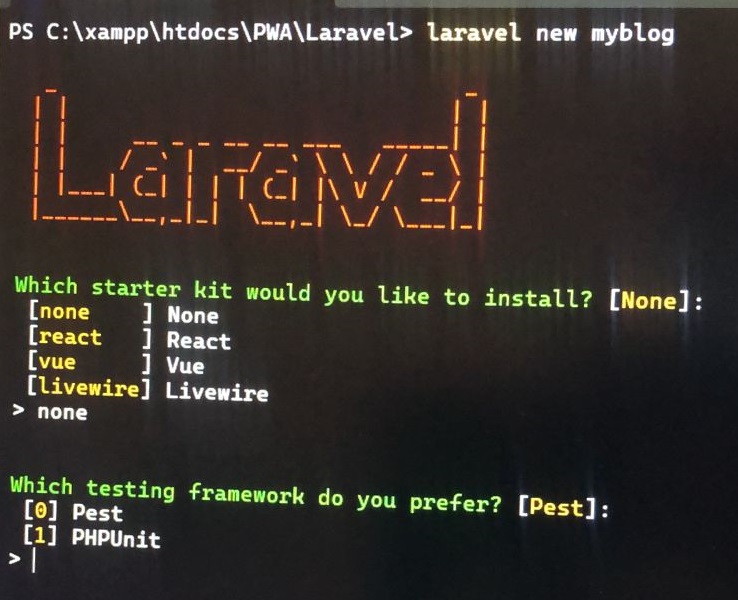 PS C:\xampp\htdocs\PWA\Laravel> laravel new myblog
Laravel
Which starter kit would you like to install? [None]:
[none    ] None
[react   ] React
[vue     ] Vue
[livewire] Livewire
> none
Which testing framework do you prefer? [Pest]:
[0] Pest
[1] PHPUnit
>